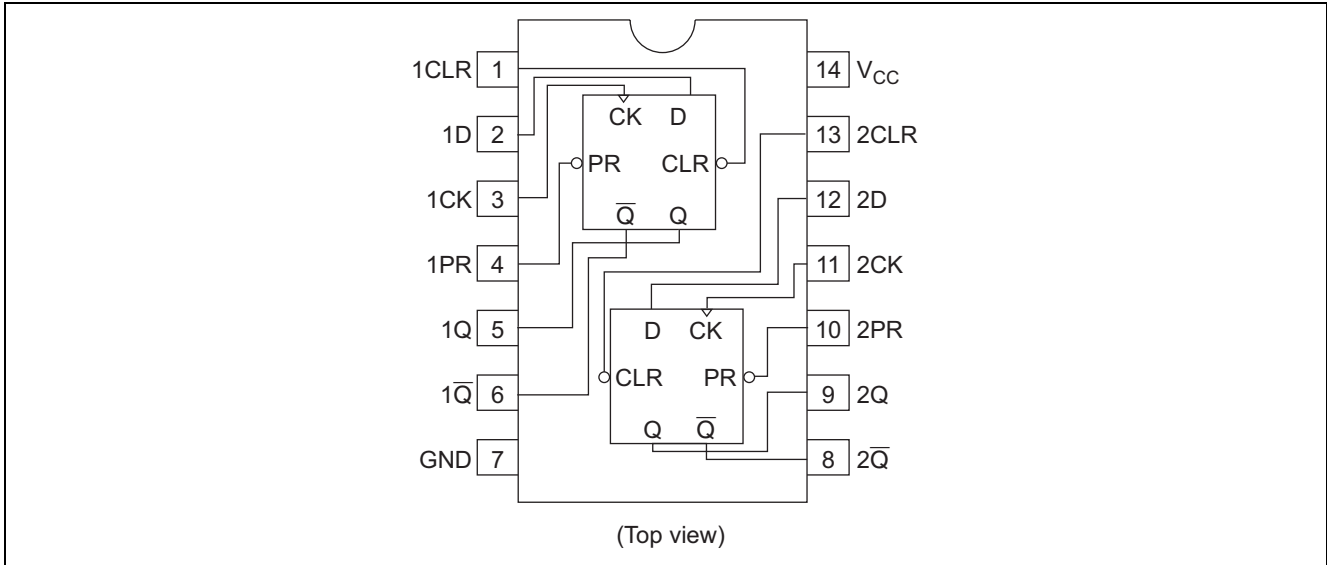 1CLR 1
14 VCC
CK D
1D 2
13 2CLR
PR CLR
12 2D
1CK 3
Q̅ Q
1PR 4
11 2CK
1Q 5
D CK
10 2PR
CLR PR
1Q̅ 6
9 2Q
Q Q̅
GND 7
8 2Q̅
(Top view)